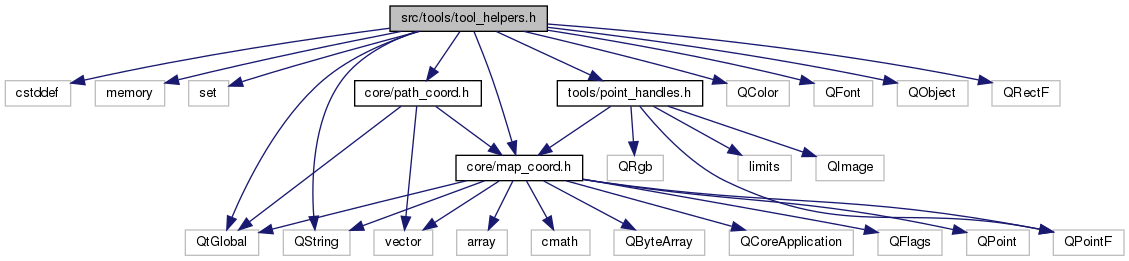 src/tools/tool_helpers.h
cstddef
memory
set
core/path_coord.h
tools/point_handles.h
QColor
QFont
QObject
QRectF
core/map_coord.h
QRgb
limits
QImage
QtGlobal
QString
vector
array
cmath
QByteArray
QCoreApplication
QFlags
QPoint
QPointF